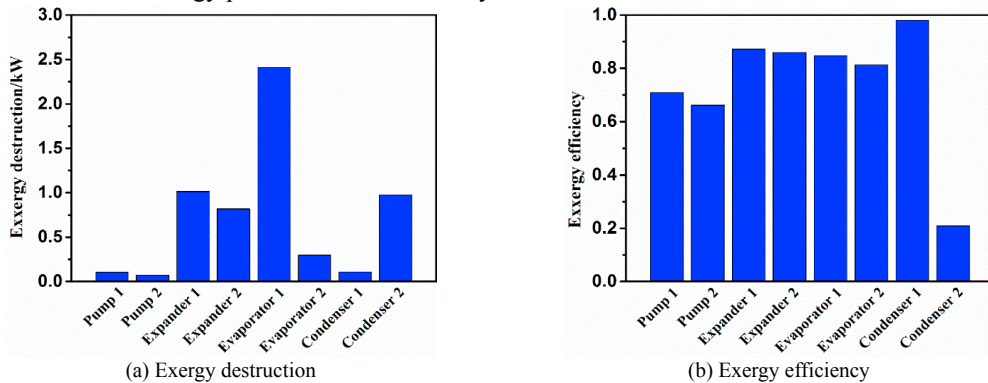 Exxergy destruction/kW
3.0
2.5
2.0
1.5
1.0
0.5
0.0
Pump 1
Pump 2
Expander 1
Expander 2
Evaporator 1
Evaporator 2
Condenser 1
Condenser 2
(a) Exergy destruction
Exxergy efficiency
1.0
0.8
0.6
0.4
0.2
0.0
Pump 1
Pump 2
Expander 1
Expander 2
Evaporator 1
Evaporator 2
Condenser 1
Condenser 2
(b) Exergy efficiency